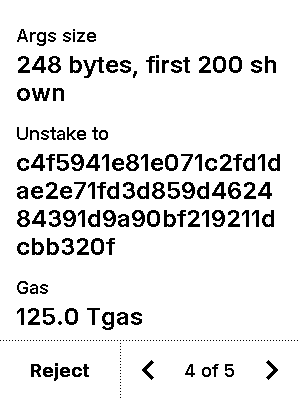 Args size
248 bytes, first 200 sh
own
Unstake to
c4f5941e81e071c2fd1d
ae2e71fd3d859d4624
84391d9a90bf219211d
cbb320f
Gas
125.0 Tgas
Reject
4 of 5